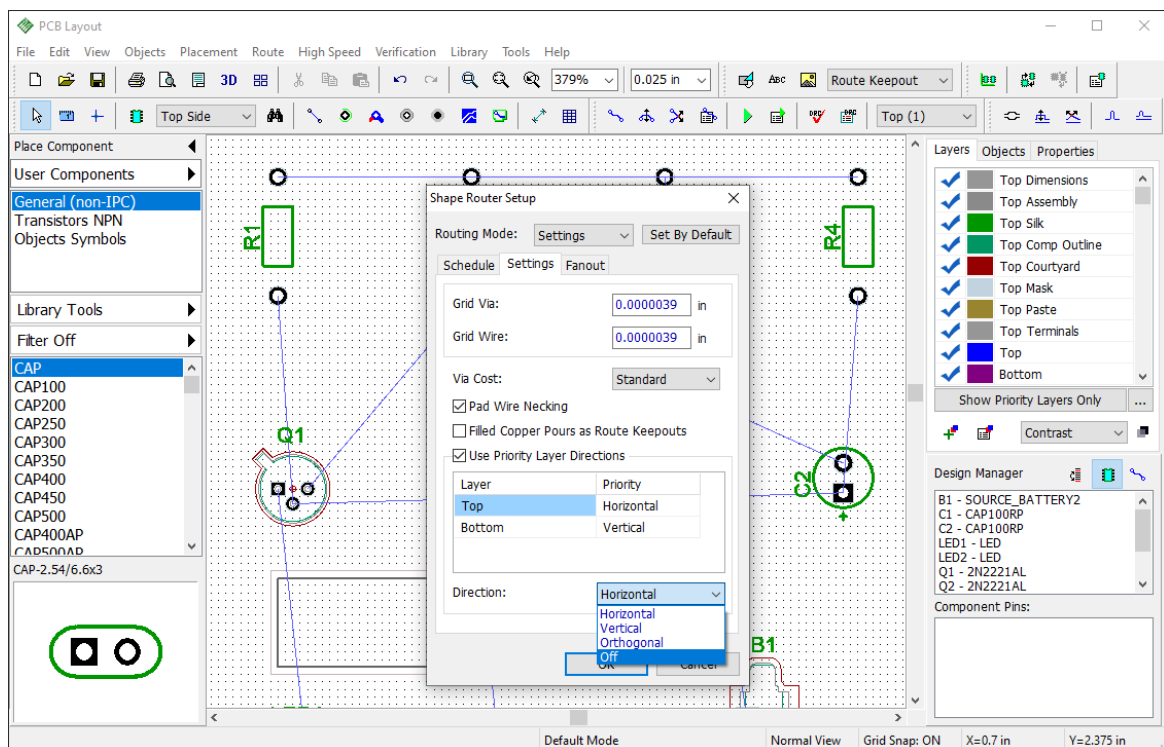 PCB Layout
File Edit View Objects Placement Route High Speed Verification Library Tools Help
3D 379% 0.025 in ABC Route Keepout
Top Side Top (1)
Place Component
User Components
General (non-IPC)
Transistors NPN
Objects Symbols
Library Tools
Filter Off
CAP
CAP100
CAP200
CAP250
CAP300
CAP350
CAP400
CAP450
CAP500
CAP400AP
CAP500AP
CAP-2.54/6.6x3
R1
R4
Q1
C2
+
B1
Shape Router Setup
Routing Mode: Settings Set By Default
Schedule Settings Fanout
Grid Via: 0.0000039 in
Grid Wire: 0.0000039 in
Via Cost: Standard
Pad Wire Necking
Filled Copper Pours as Route Keepouts
Use Priority Layer Directions
Layer Priority
Top Horizontal
Bottom Vertical
Direction: Horizontal
Horizontal
Vertical
Orthogonal
Off
OK Cancel
Layers Objects Properties
Top Dimensions
Top Assembly
Top Silk
Top Comp Outline
Top Courtyard
Top Mask
Top Paste
Top Terminals
Top
Bottom
Show Priority Layers Only ...
Contrast
Design Manager
B1 - SOURCE_BATTERY2
C1 - CAP100RP
C2 - CAP100RP
LED1 - LED
LED2 - LED
Q1 - 2N2221AL
Q2 - 2N2221AL
Component Pins:
Default Mode Normal View Grid Snap: ON X=0.7 in Y=2.375 in